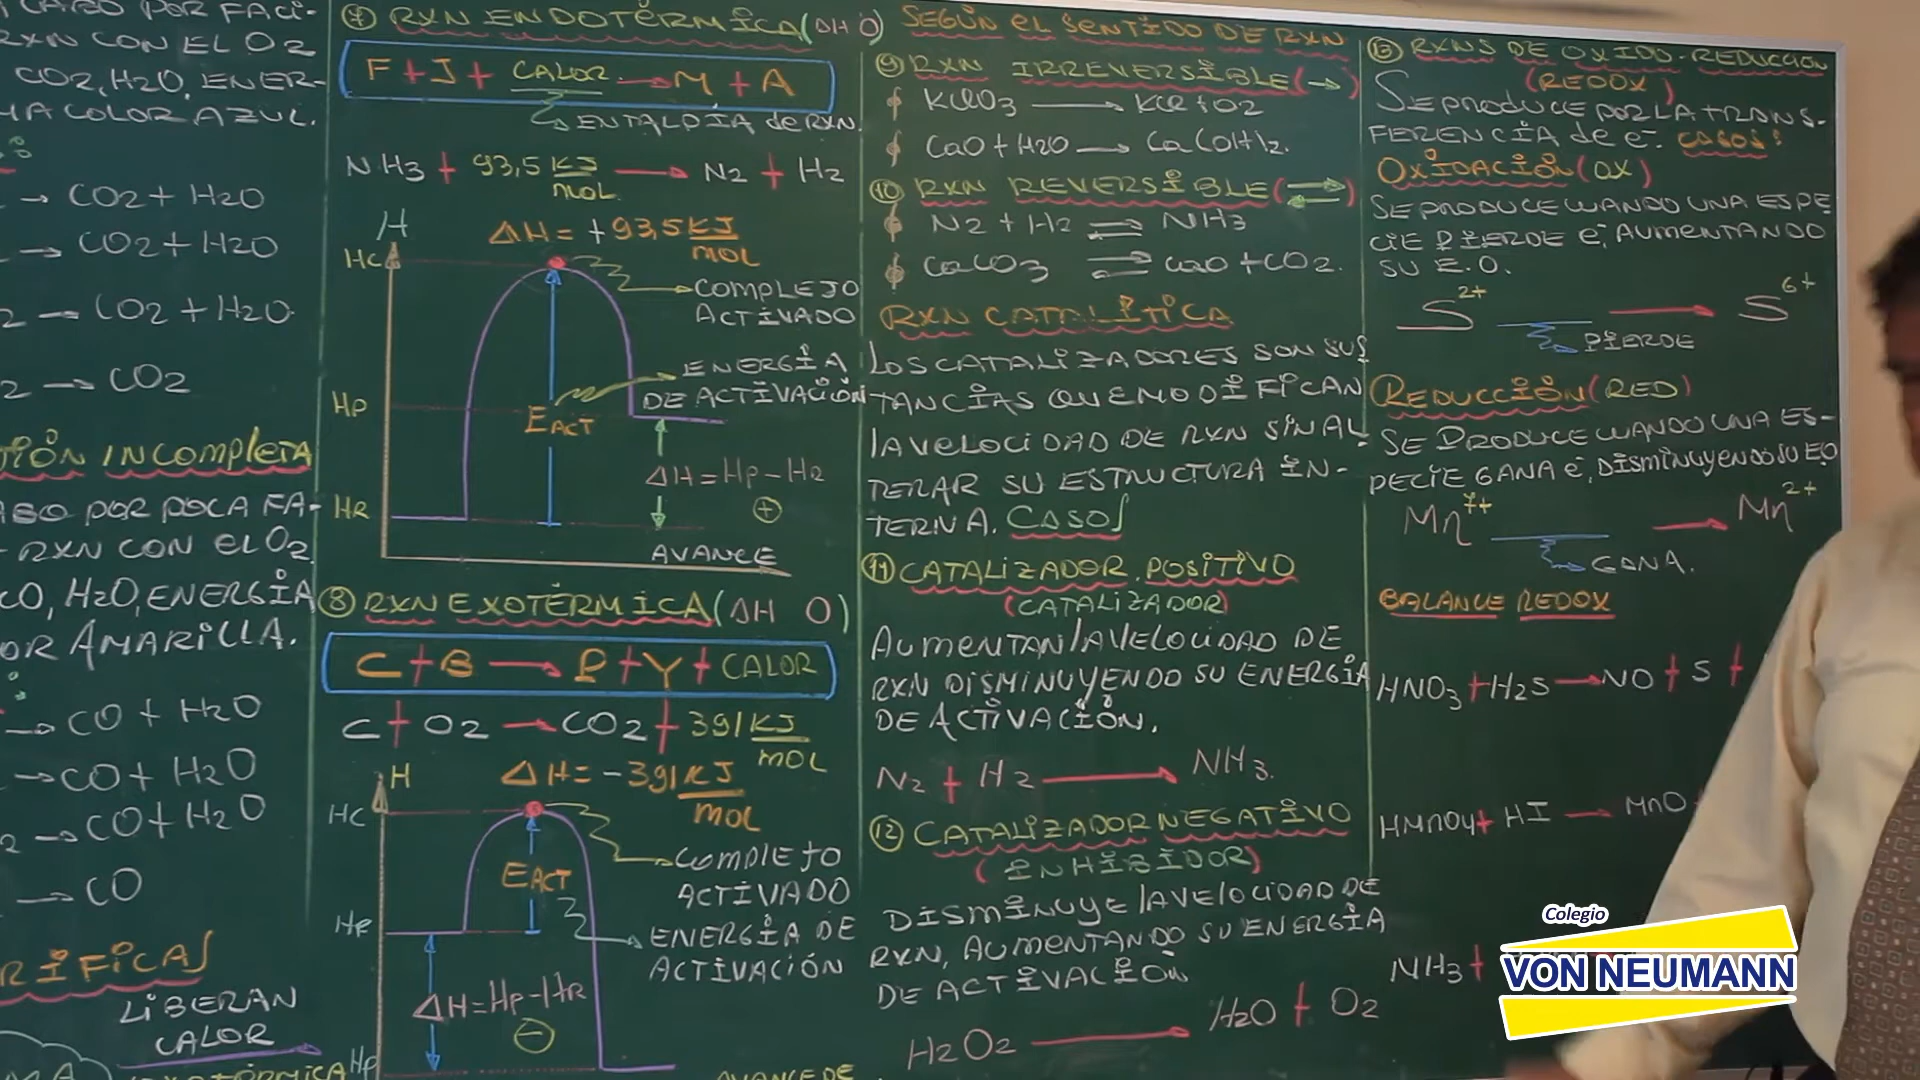 CABO POR FACI-
RXN CON EL O2
CO2, H2O, ENER-
COLOR AZUL.
→ CO2 + H2O
→ CO2 + H2O
2 → CO2 + H2O
2 → CO2
INCOMPLETA
POR POCA FA-
RXN CON el O2
CO, H2O, ENERGÍA
AMARILLA.
→ CO + H2O
→ CO + H2O
2 → CO + H2O
→ CO
RÍFICAS
LIBERAN
CALOR
⑦ RXN ENDOTÉRMICA (ΔH 0)
F + J + CALOR → M + A
ENTALPIA de RXN.
NH3 + 93,5 KJ/MOL → N2 + H2
H
ΔH = +93,5 KJ/MOL
HC
COMPLEJO
ACTIVADO
ENERGÍA
DE ACTIVACIÓN
HP
EACT
ΔH = HP - HR
HR
+
AVANCE
⑧ RXN EXOTÉRMICA (ΔH 0)
C + B → P + Y + CALOR
C + O2 → CO2 + 391 KJ/MOL
H
ΔH = -391 KJ/MOL
HC
COMPLEJO
ACTIVADO
EACT
ENERGÍA DE
ACTIVACIÓN
ΔH = HP - HR
−
HP
AVANCE DE
SEGÚN el SENTIDO DE RXN
⑨ RXN IRREVERSIBLE (→)
KClO3 → KCl + O2
CaO + H2O → Ca(OH)2.
⑩ RXN REVERSIBLE (⇄)
N2 + H2 ⇄ NH3
CaCO3 ⇄ CaO + CO2.
RXN CATALÍTICA
LOS CATALIZADORES SON SUS
TANCIAS QUE MODIFICAN
LA VELOCIDAD DE RXN SIN AL-
TERAR SU ESTRUCTURA IN-
TERNA. CASOS
⑪ CATALIZADOR POSITIVO
(CATALIZADOR)
AUMENTAN LA VELOCIDAD DE
RXN DISMINUYENDO SU ENERGÍA
DE ACTIVACIÓN.
N2 + H2 → NH3.
⑫ CATALIZADOR NEGATIVO
(INHIBIDOR)
DISMINUYE LA VELOCIDAD DE
RXN, AUMENTANDO SU ENERGÍA
DE ACTIVACIÓN
H2O2 → H2O + O2
⑬ RXNS DE OXIDO-REDUCCION
(REDOX)
SE PRODUCE POR LA TRANS-
FERENCIA de e-. CASOS:
OXIDACIÓN (OX)
SE PRODUCE CUANDO UNA ESPE
CIE PIERDE e-, AUMENTANDO
SU E.O.
S2+ → S6+
PIERDE
REDUCCIÓN (RED)
SE PRODUCE CUANDO UNA ES-
PECIE GANA e-, DISMINUYENDO SU EO
Mn7+ → Mn2+
GANA.
BALANCE REDOX
HNO3 + H2S → NO + S +
HMnO4 + HI → MnO
NH3 +
Colegio
VON NEUMANN